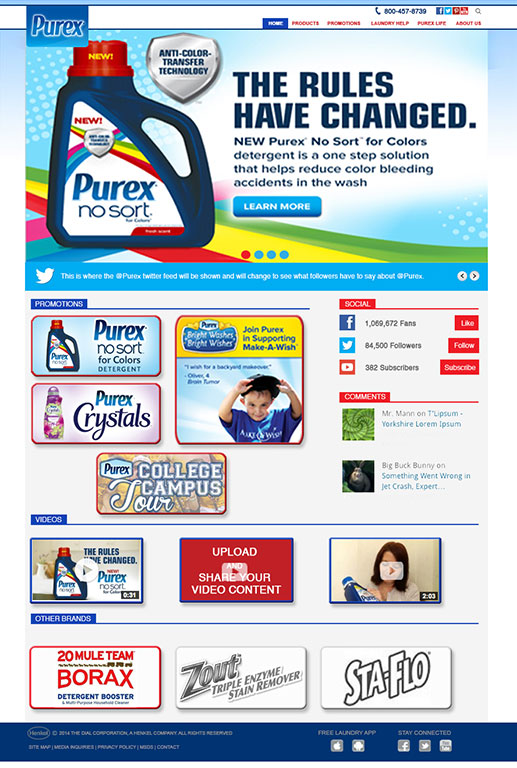 Purex
800-457-8739
HOME PRODUCTS PROMOTIONS LAUNDRY HELP PUREX LIFE ABOUT US
NEW!
ANTI-COLOR-
TRANSFER
TECHNOLOGY
THE RULES
HAVE CHANGED.
NEW Purex® No Sort™ for Colors
detergent is a one step solution
that helps reduce color bleeding
accidents in the wash
LEARN MORE
NEW!
Purex
no sort
for Colors
fresh scent
This is where the @Purex twitter feed will be shown and will change to see what followers have to say about @Purex.
PROMOTIONS
Purex
no sort
for Colors
DETERGENT
Purex
Crystals
Purex
Bright Wishes
Bright Wishes
Join Purex
in Supporting
Make-A-Wish
"I wish for a backyard makeover."
- Oliver, 4
Brain Tumor
Purex
COLLEGE
CAMPUS
Tour
SOCIAL
1,069,672 Fans Like
84,500 Followers Follow
382 Subscribers Subscribe
COMMENTS
Mr. Mann on T"Lipsum -
Yorkshire Lorem Ipsum
Big Buck Bunny on
Something Went Wrong in
Jet Crash, Expert...
VIDEOS
THE RULES
HAVE CHANGED.
NEW
Purex
no sort
for Colors
0:31
UPLOAD
AND
SHARE YOUR
VIDEO CONTENT
2:03
OTHER BRANDS
20 MULE TEAM
BORAX
DETERGENT BOOSTER
& Multi-Purpose Household Cleaner
Zout
TRIPLE ENZYME
STAIN REMOVER
STA-FLO
Henkel © 2014 THE DIAL CORPORATION, A HENKEL COMPANY. ALL RIGHTS RESERVED
SITE MAP | MEDIA INQUIRIES | PRIVACY POLICY | MSDS | CONTACT
FREE LAUNDRY APP
STAY CONNECTED